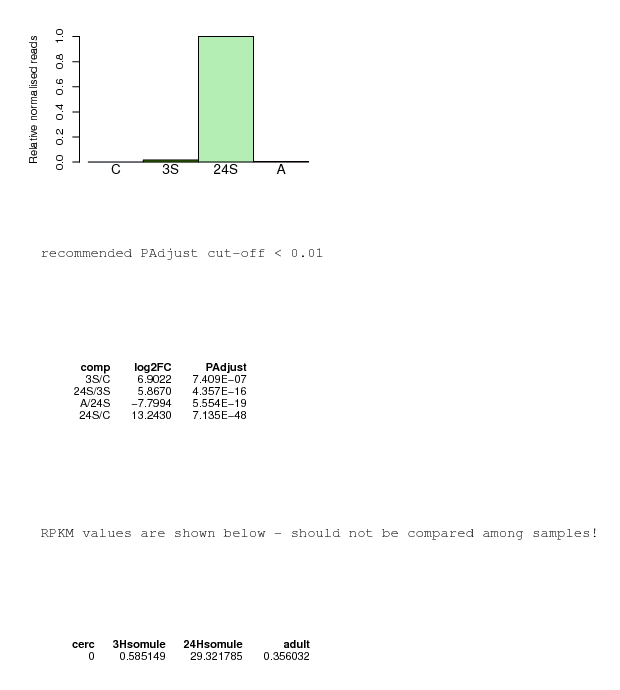 Relative normalised reads
1.0
0.8
0.6
0.4
0.2
0.0
C 3S 24S A
recommended PAdjust cut-off < 0.01
comp log2FC PAdjust
3S/C 6.9022 7.409E-07
24S/3S 5.8670 4.357E-16
A/24S -7.7994 5.554E-19
24S/C 13.2430 7.135E-48
RPKM values are shown below - should not be compared among samples!
cerc 3Hsomule 24Hsomule adult
0 0.585149 29.321785 0.356032